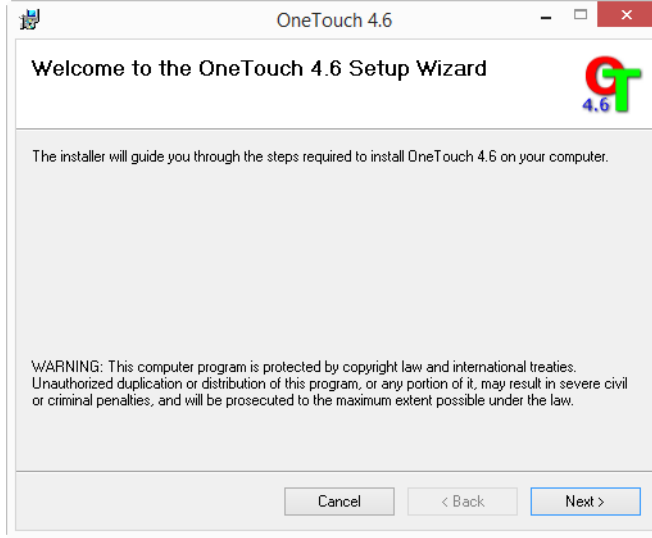 OneTouch 4.6
Welcome to the OneTouch 4.6 Setup Wizard
OT
4.6
The installer will guide you through the steps required to install OneTouch 4.6 on your computer.
WARNING: This computer program is protected by copyright law and international treaties.
Unauthorized duplication or distribution of this program, or any portion of it, may result in severe civil
or criminal penalties, and will be prosecuted to the maximum extent possible under the law.
Cancel < Back Next >